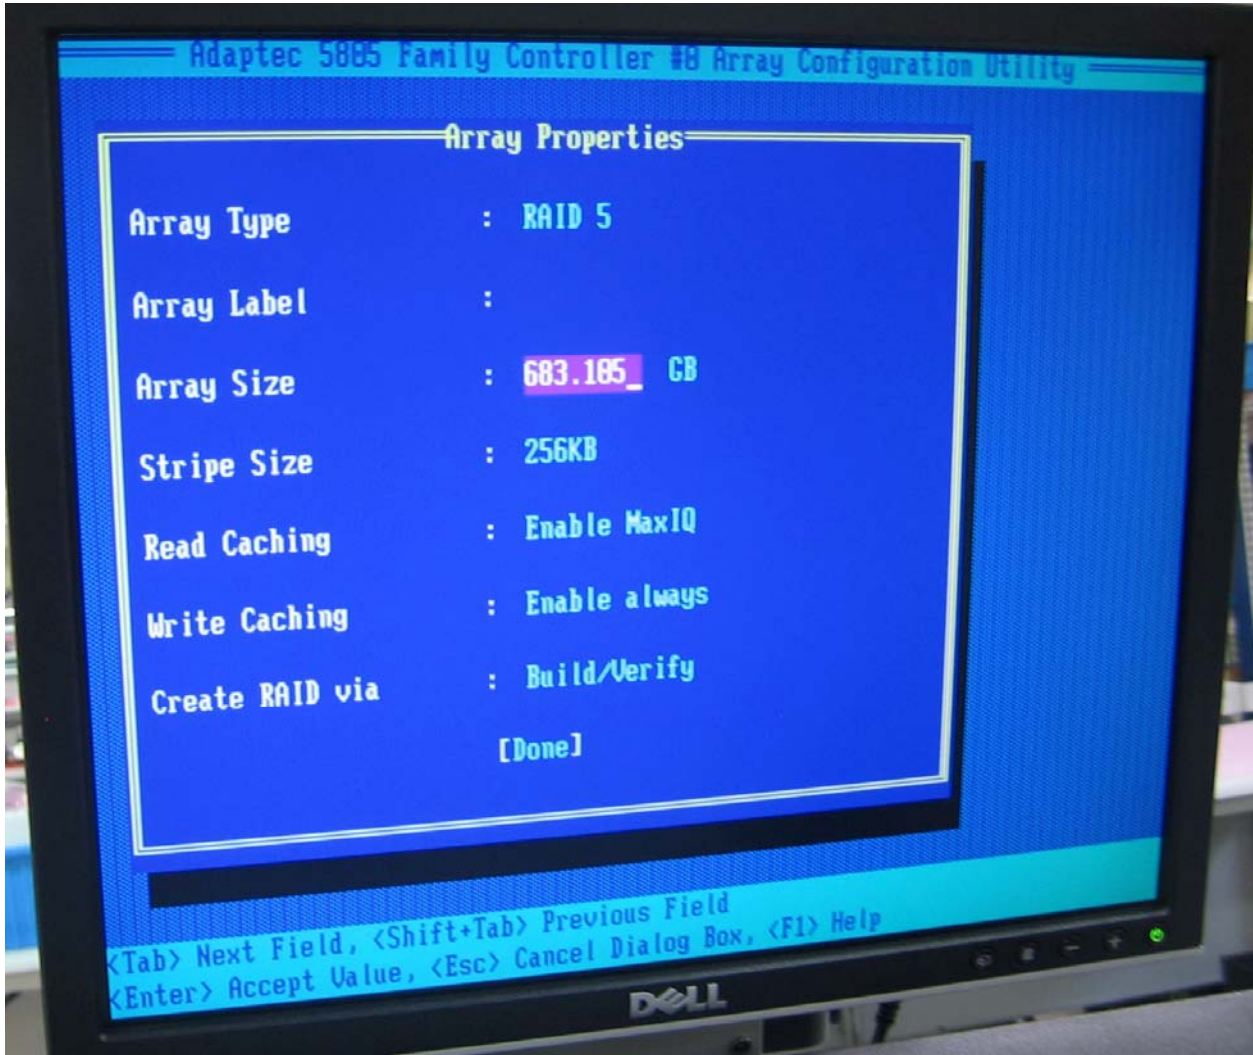 Adaptec 5805 Family Controller #0 Array Configuration Utility
Array Properties
Array Type : RAID 5
Array Label :
Array Size : 683.105_ GB
Stripe Size : 256KB
Read Caching : Enable MaxIQ
Write Caching : Enable always
Create RAID via : Build/Verify
[Done]
<Tab> Next Field, <Shift+Tab> Previous Field
<Enter> Accept Value, <Esc> Cancel Dialog Box, <F1> Help
DELL